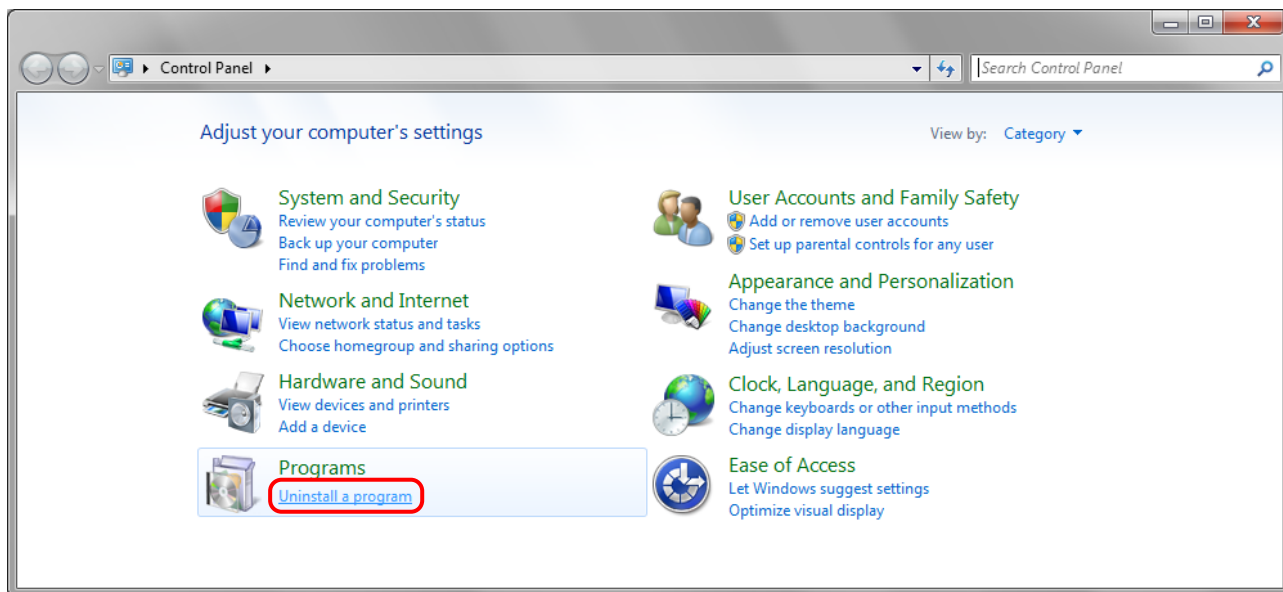 Control Panel
Search Control Panel
Adjust your computer's settings
View by: Category
System and Security
Review your computer's status
Back up your computer
Find and fix problems
Network and Internet
View network status and tasks
Choose homegroup and sharing options
Hardware and Sound
View devices and printers
Add a device
Programs
Uninstall a program
User Accounts and Family Safety
Add or remove user accounts
Set up parental controls for any user
Appearance and Personalization
Change the theme
Change desktop background
Adjust screen resolution
Clock, Language, and Region
Change keyboards or other input methods
Change display language
Ease of Access
Let Windows suggest settings
Optimize visual display